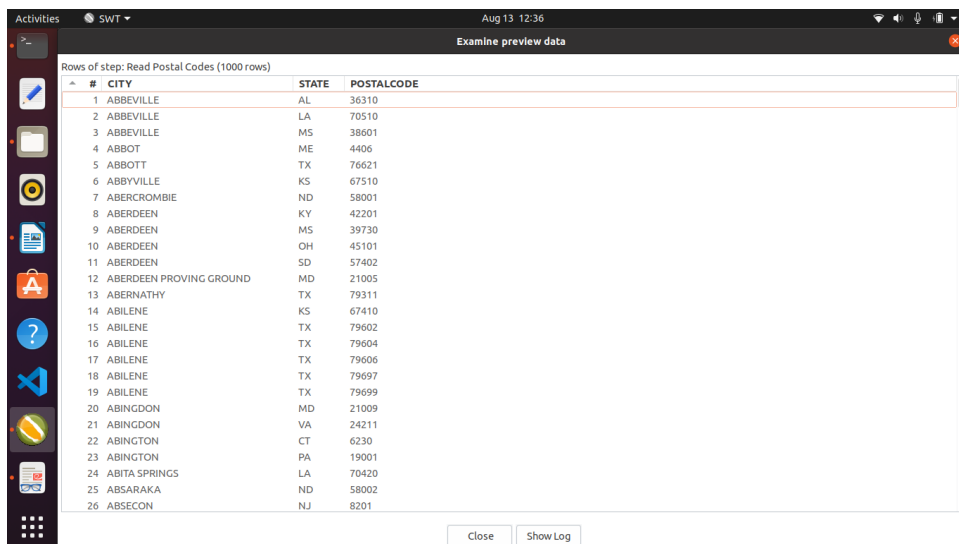 Activities SWT Aug 13 12:36
Examine preview data
Rows of step: Read Postal Codes (1000 rows)
# CITY STATE POSTALCODE
1 ABBEVILLE AL 36310
2 ABBEVILLE LA 70510
3 ABBEVILLE MS 38601
4 ABBOT ME 4406
5 ABBOTT TX 76621
6 ABBYVILLE KS 67510
7 ABERCROMBIE ND 58001
8 ABERDEEN KY 42201
9 ABERDEEN MS 39730
10 ABERDEEN OH 45101
11 ABERDEEN SD 57402
12 ABERDEEN PROVING GROUND MD 21005
13 ABERNATHY TX 79311
14 ABILENE KS 67410
15 ABILENE TX 79602
16 ABILENE TX 79604
17 ABILENE TX 79606
18 ABILENE TX 79697
19 ABILENE TX 79699
20 ABINGDON MD 21009
21 ABINGDON VA 24211
22 ABINGTON CT 6230
23 ABINGTON PA 19001
24 ABITA SPRINGS LA 70420
25 ABSARAKA ND 58002
26 ABSECON NJ 8201
Close Show Log